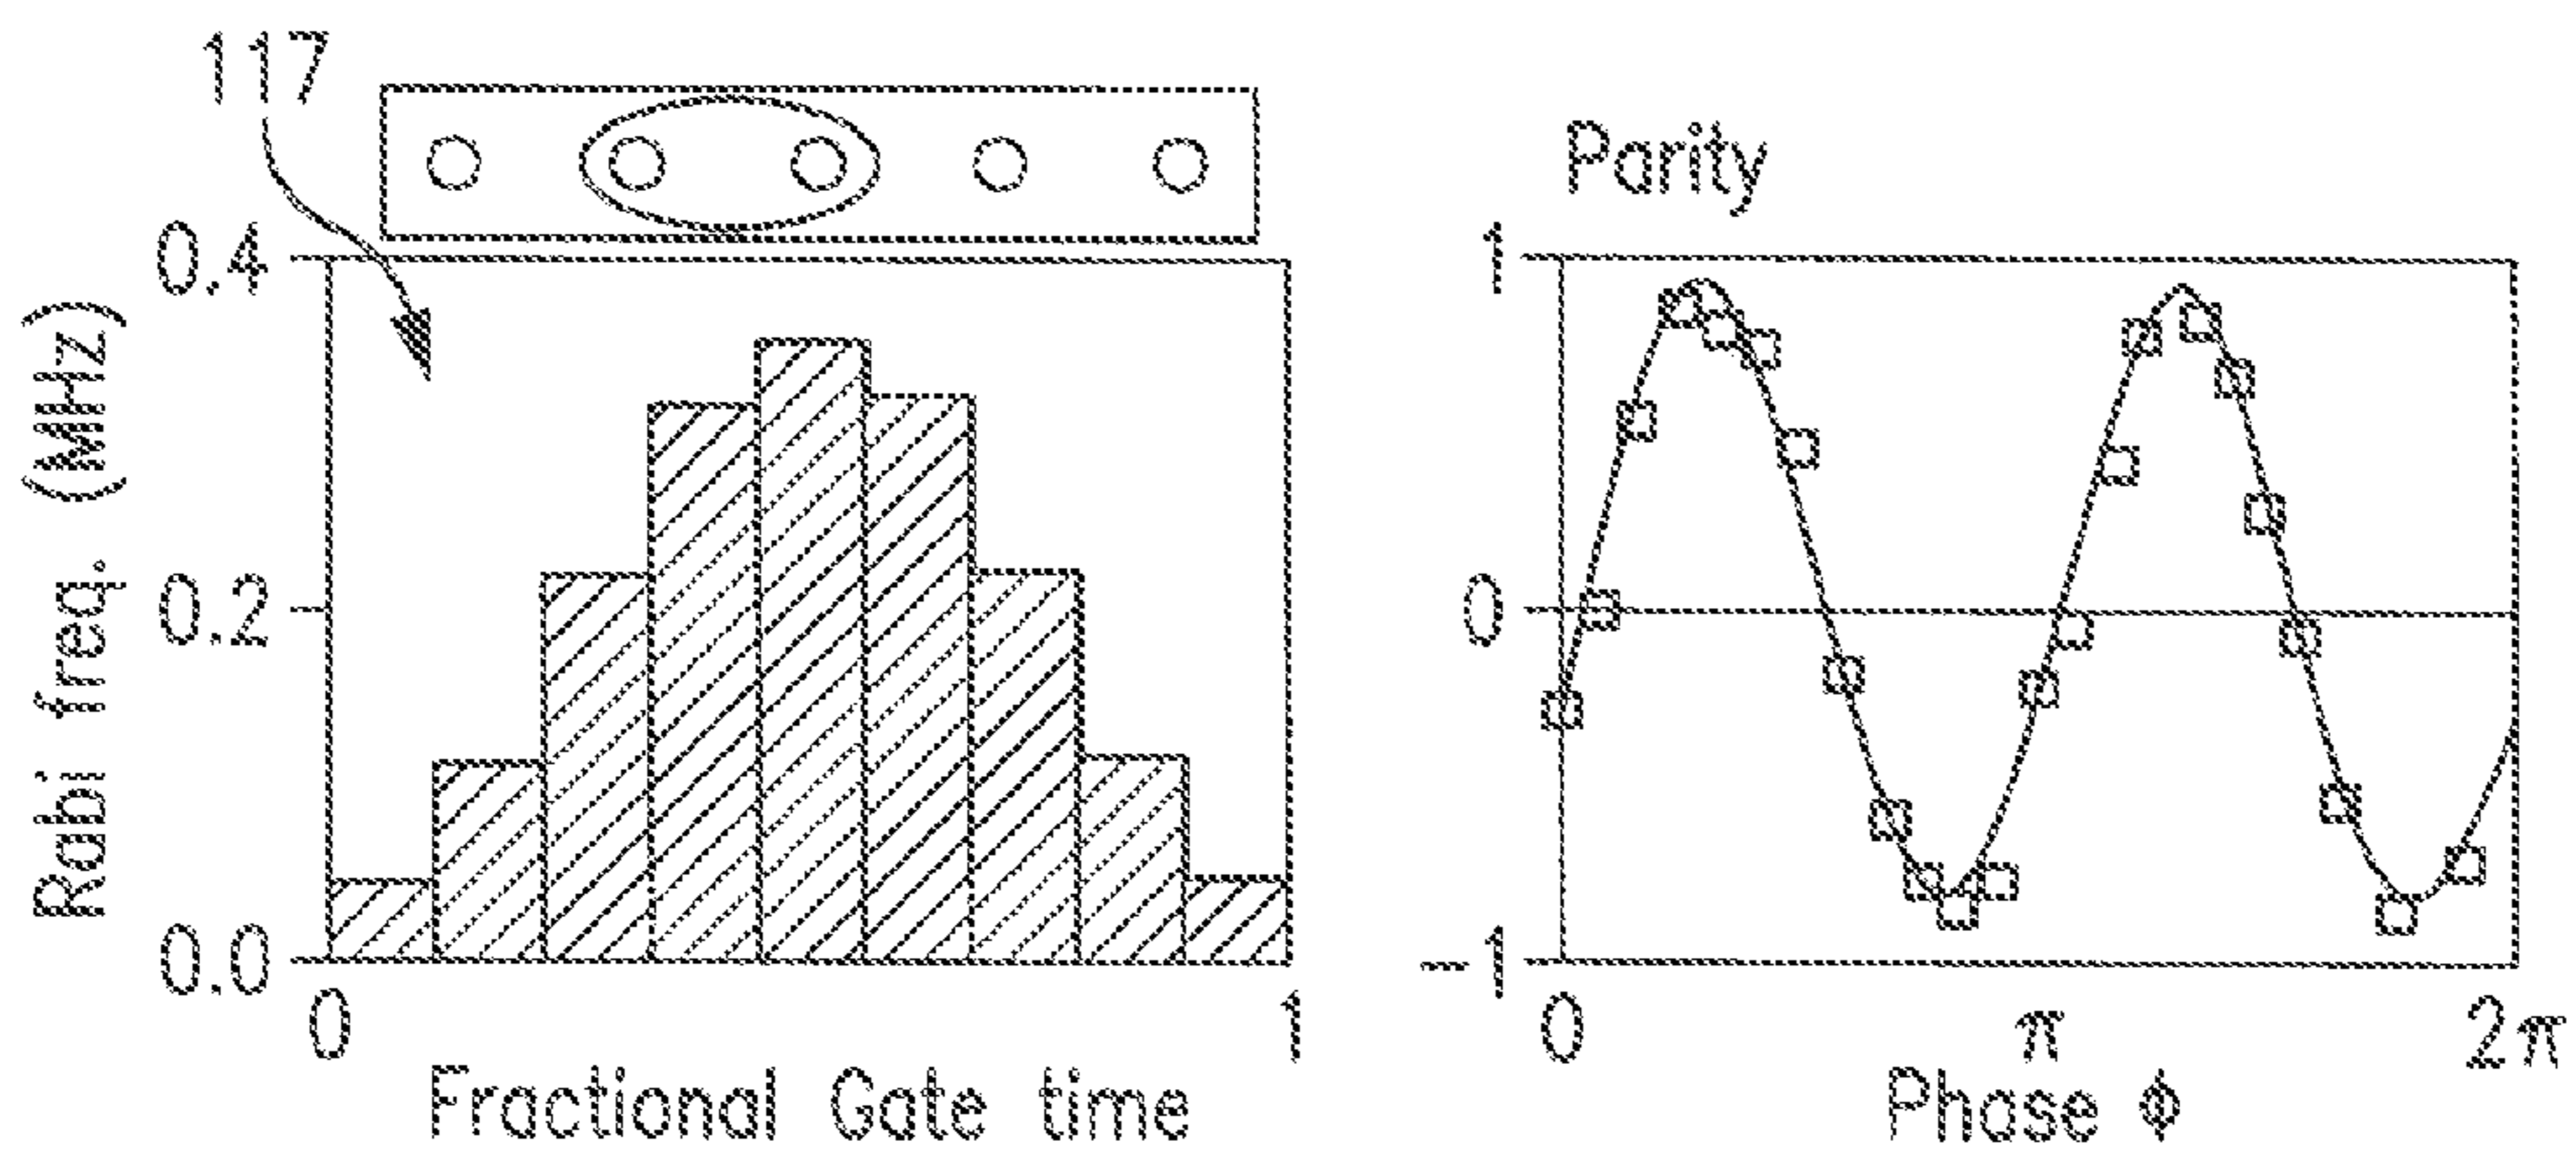 117
0.4
0.2
0.0
Rabi freq. (MHz)
0
1
Fractional Gate time
Parity
1
0
−1
0
π
2π
Phase ϕ